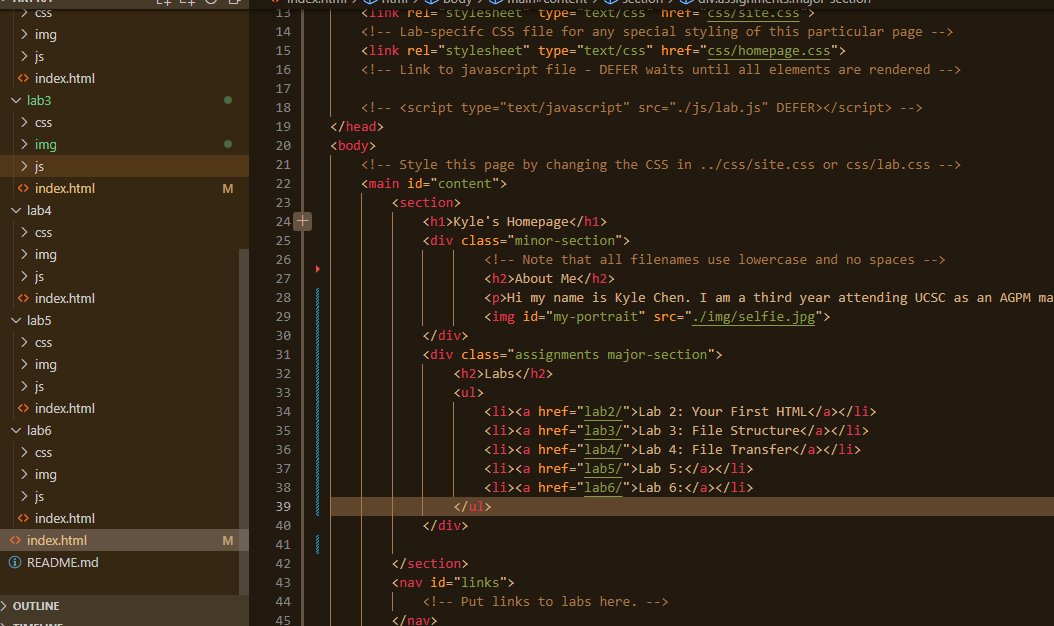 css
img
js
index.html
lab3
css
img
js
index.html M
lab4
css
img
js
index.html
lab5
css
img
js
index.html
lab6
css
img
js
index.html
index.html M
README.md
OUTLINE
TIMELINE
index.html > html > body > main#content > section > div.assignments.major-section
13 <link rel="stylesheet" type="text/css" href="css/site.css">
14 <!-- Lab-specifc CSS file for any special styling of this particular page -->
15 <link rel="stylesheet" type="text/css" href="css/homepage.css">
16 <!-- Link to javascript file - DEFER waits until all elements are rendered -->
17
18 <!-- <script type="text/javascript" src="./js/lab.js" DEFER></script> -->
19 </head>
20 <body>
21 <!-- Style this page by changing the CSS in ../css/site.css or css/lab.css -->
22 <main id="content">
23 <section>
24 <h1>Kyle's Homepage</h1>
25 <div class="minor-section">
26 <!-- Note that all filenames use lowercase and no spaces -->
27 <h2>About Me</h2>
28 <p>Hi my name is Kyle Chen. I am a third year attending UCSC as an AGPM ma
29 <img id="my-portrait" src="./img/selfie.jpg">
30 </div>
31 <div class="assignments major-section">
32 <h2>Labs</h2>
33 <ul>
34 <li><a href="lab2/">Lab 2: Your First HTML</a></li>
35 <li><a href="lab3/">Lab 3: File Structure</a></li>
36 <li><a href="lab4/">Lab 4: File Transfer</a></li>
37 <li><a href="lab5/">Lab 5:</a></li>
38 <li><a href="lab6/">Lab 6:</a></li>
39 </ul>
40 </div>
41
42 </section>
43 <nav id="links">
44 <!-- Put links to labs here. -->
45 </nav>